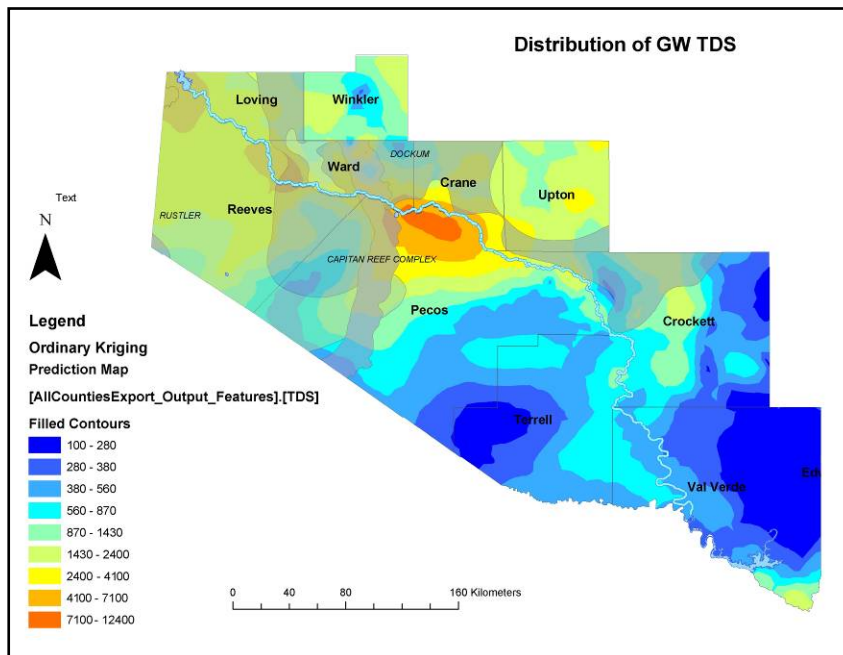 Distribution of GW TDS
Loving
Winkler
Ward
DOCKUM
Crane
Upton
Text
N
RUSTLER
Reeves
CAPITAN REEF COMPLEX
Pecos
Crockett
Terrell
Val Verde
Ed
Legend
Ordinary Kriging
Prediction Map
[AllCountiesExport_Output_Features].[TDS]
Filled Contours
100 - 280
280 - 380
380 - 560
560 - 870
870 - 1430
1430 - 2400
2400 - 4100
4100 - 7100
7100 - 12400
0 40 80 160 Kilometers